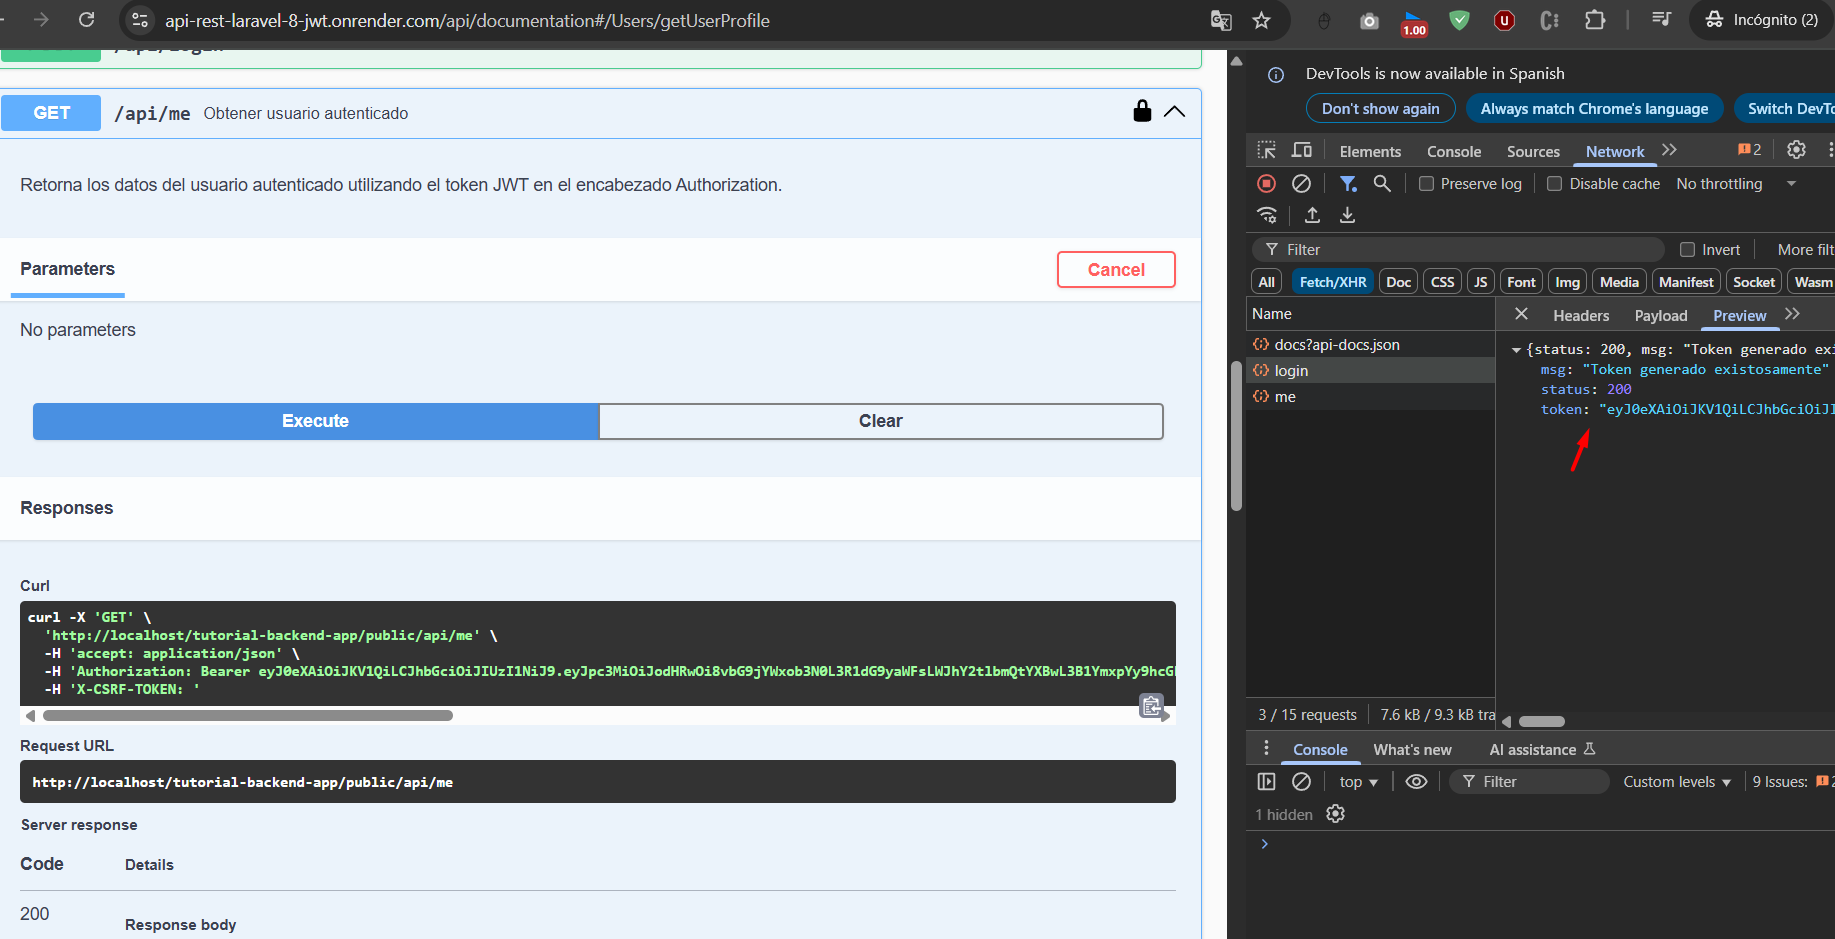 api-rest-laravel-8-jwt.onrender.com/api/documentation#/Users/getUserProfile
1.00
Incógnito (2)
GET /api/me Obtener usuario autenticado
Retorna los datos del usuario autenticado utilizando el token JWT en el encabezado Authorization.
Parameters
Cancel
No parameters
Execute
Clear
Responses
Curl
curl -X 'GET' \
'http://localhost/tutorial-backend-app/public/api/me' \
-H 'accept: application/json' \
-H 'Authorization: Bearer eyJ0eXAiOiJKV1QiLCJhbGciOiJIUzI1NiJ9.eyJpc3MiOiJodHRwOi8vbG9jYWxob3N0L3R1dG9yaWFsLWJhY2tlbmQtYXBwL3B1YmxpYy9hcGk
-H 'X-CSRF-TOKEN: '
Request URL
http://localhost/tutorial-backend-app/public/api/me
Server response
Code Details
200
Response body
DevTools is now available in Spanish
Don't show again
Always match Chrome's language
Switch DevTo
Elements Console Sources Network 2
Preserve log Disable cache No throttling
Filter Invert More filt
All Fetch/XHR Doc CSS JS Font Img Media Manifest Socket Wasm
Name
docs?api-docs.json
login
me
Headers Payload Preview
{status: 200, msg: "Token generado exi
msg: "Token generado existosamente"
status: 200
token: "eyJ0eXAiOiJKV1QiLCJhbGciOiJI
3 / 15 requests 7.6 kB / 9.3 kB tra
Console What's new AI assistance
top Filter Custom levels 9 Issues: 2
1 hidden